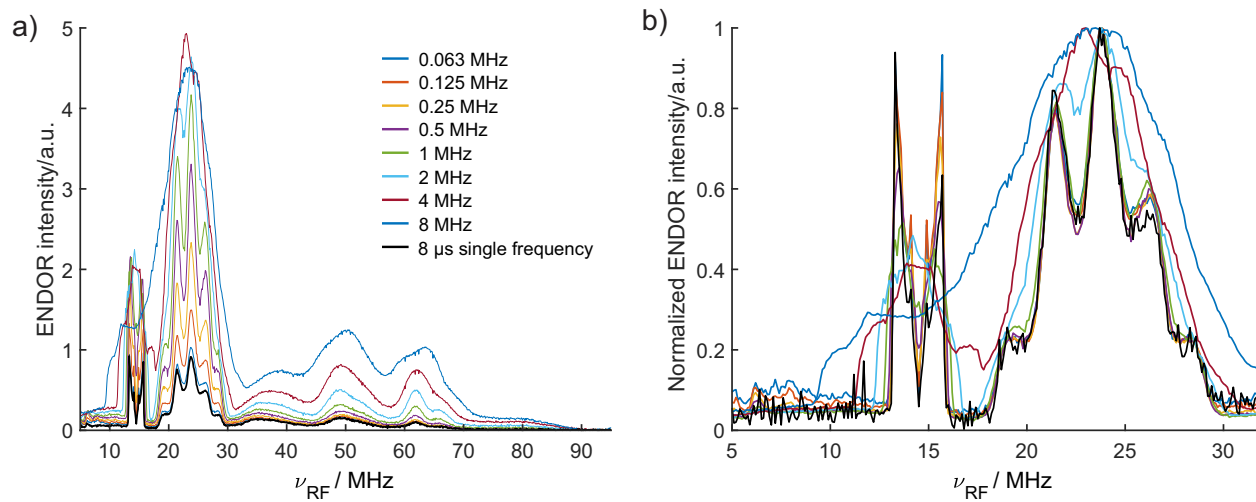 a)
ENDOR intensity/a.u.
5
4
3
2
1
0
10 20 30 40 50 60 70 80 90
νRF / MHz
0.063 MHz
0.125 MHz
0.25 MHz
0.5 MHz
1 MHz
2 MHz
4 MHz
8 MHz
8 µs single frequency
b)
Normalized ENDOR intensity/a.u.
1
0.8
0.6
0.4
0.2
0
5 10 15 20 25 30
νRF / MHz